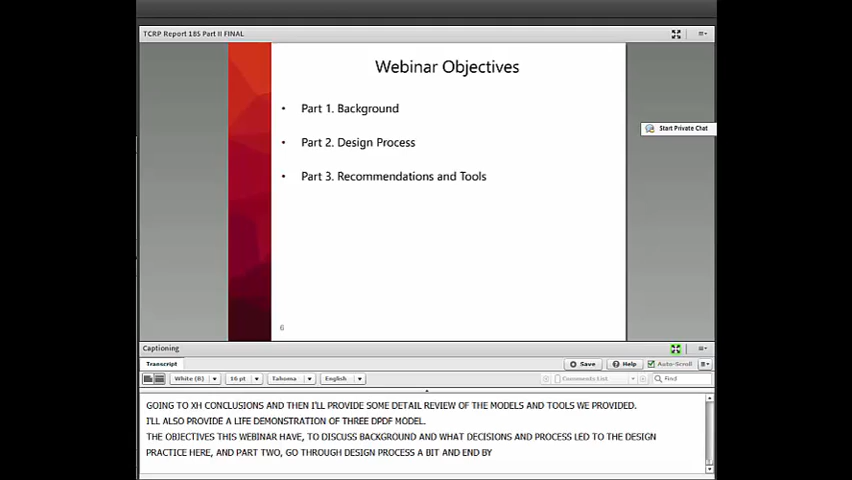 TCRP Report 185 Part II FINAL
Webinar Objectives
• Part 1. Background
Start Private Chat
• Part 2. Design Process
• Part 3. Recommendations and Tools
6
Captioning
Transcript
Save Help Auto-Scroll
White (B) 16 pt Tahoma English Comments List Find
GOING TO XH CONCLUSIONS AND THEN I'LL PROVIDE SOME DETAIL REVIEW OF THE MODELS AND TOOLS WE PROVIDED.
I'LL ALSO PROVIDE A LIFE DEMONSTRATION OF THREE DPDF MODEL.
THE OBJECTIVES THIS WEBINAR HAVE, TO DISCUSS BACKGROUND AND WHAT DECISIONS AND PROCESS LED TO THE DESIGN
PRACTICE HERE, AND PART TWO, GO THROUGH DESIGN PROCESS A BIT AND END BY